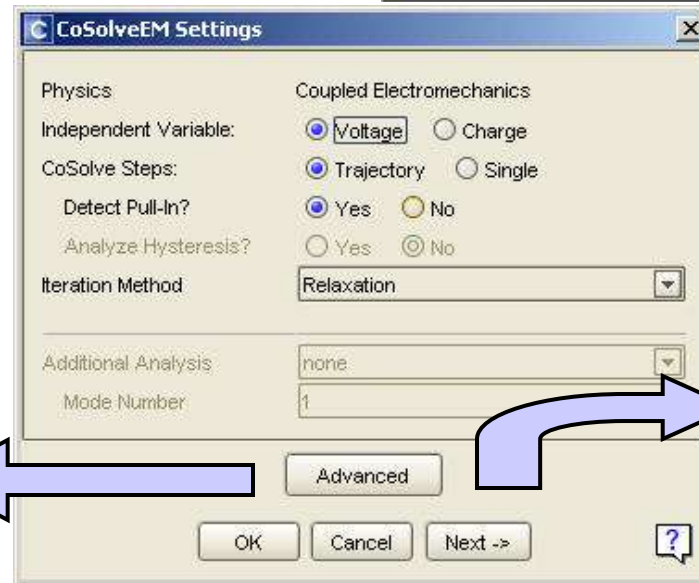 C CoSolveEM Settings X
Physics Coupled Electromechanics
Independent Variable: Voltage Charge
CoSolve Steps: Trajectory Single
Detect Pull-In? Yes No
Analyze Hysteresis? Yes No
Iteration Method Relaxation
Additional Analysis none
Mode Number 1
Advanced
OK Cancel Next -> ?